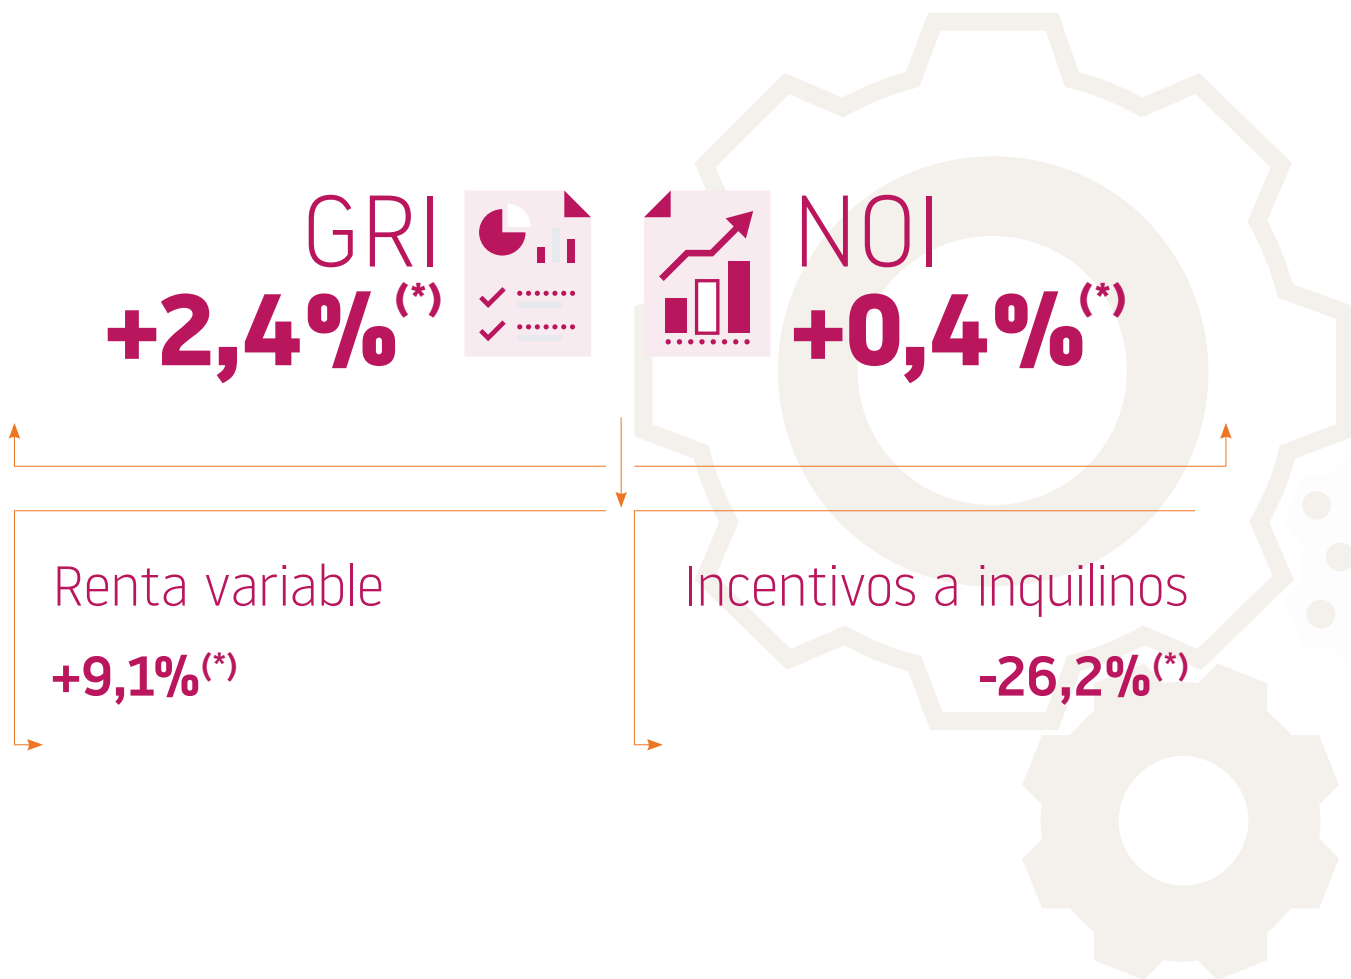 GRI
+2,4%(*)
NOI
+0,4%(*)
Renta variable
+9,1%(*)
Incentivos a inquilinos
-26,2%(*)